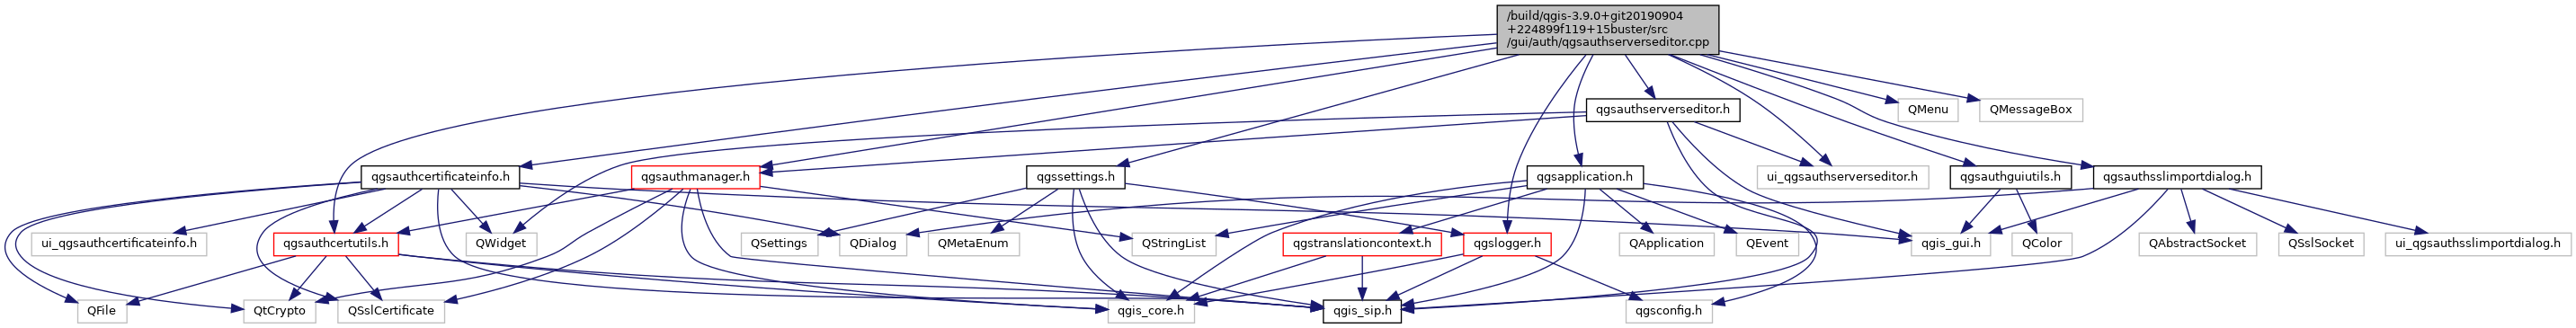 /build/qgis-3.9.0+git20190904
+224899f119+15buster/src
/gui/auth/qgsauthserverseditor.cpp
qgsauthserverseditor.h
QMenu
QMessageBox
qgsauthcertificateinfo.h
qgsauthmanager.h
qgssettings.h
qgsapplication.h
ui_qgsauthserverseditor.h
qgsauthguiutils.h
qgsauthsslimportdialog.h
ui_qgsauthcertificateinfo.h
qgsauthcertutils.h
QWidget
QSettings
QDialog
QMetaEnum
QStringList
qgstranslationcontext.h
qgslogger.h
QApplication
QEvent
qgis_gui.h
QColor
QAbstractSocket
QSslSocket
ui_qgsauthsslimportdialog.h
QFile
QtCrypto
QSslCertificate
qgis_core.h
qgis_sip.h
qgsconfig.h